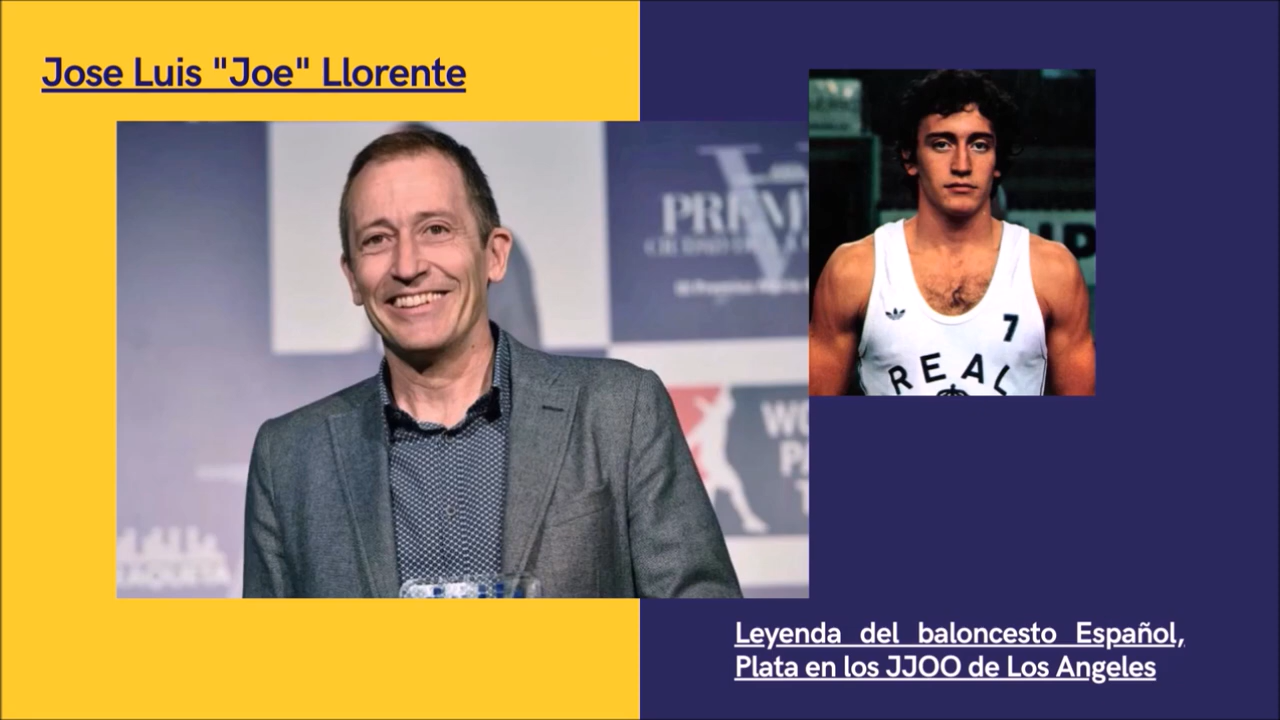 Jose Luis "Joe" Llorente
7
REAL
Leyenda del baloncesto Español,
Plata en los JJOO de Los Angeles